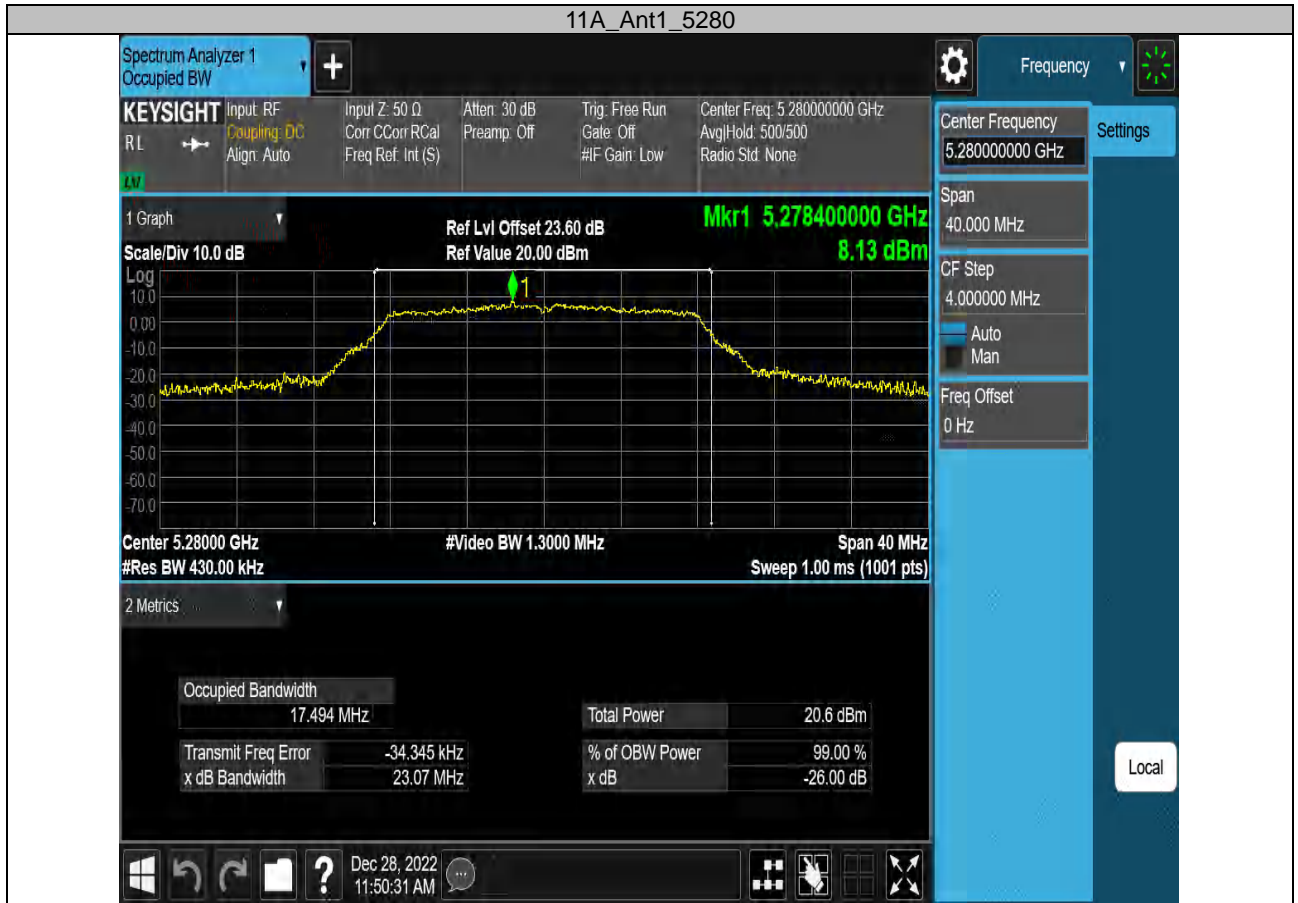 11A_Ant1_5280
Spectrum Analyzer 1
Occupied BW
Frequency
KEYSIGHT
RL
LM
Input: RF
Coupling: DC
Align: Auto
Input Z: 50 Ω
Corr CCorr RCal
Freq Ref: Int (S)
Atten: 30 dB
Preamp: Off
Trig: Free Run
Gate: Off
#IF Gain: Low
Center Freq: 5.280000000 GHz
Avg|Hold: 500/500
Radio Std: None
Center Frequency
5.280000000 GHz
Settings
Span
40.000 MHz
CF Step
4.000000 MHz
Auto
Man
Freq Offset
0 Hz
1 Graph
Scale/Div 10.0 dB
Ref Lvl Offset 23.60 dB
Ref Value 20.00 dBm
Mkr1 5.278400000 GHz
8.13 dBm
Log
1
10.0
0.00
-10.0
-20.0
-30.0
-40.0
-50.0
-60.0
-70.0
Center 5.28000 GHz
#Video BW 1.3000 MHz
Span 40 MHz
#Res BW 430.00 kHz
Sweep 1.00 ms (1001 pts)
2 Metrics
Occupied Bandwidth
17.494 MHz
Total Power 20.6 dBm
Transmit Freq Error -34.345 kHz
% of OBW Power 99.00 %
x dB Bandwidth 23.07 MHz
x dB -26.00 dB
Local
?
Dec 28, 2022
11:50:31 AM